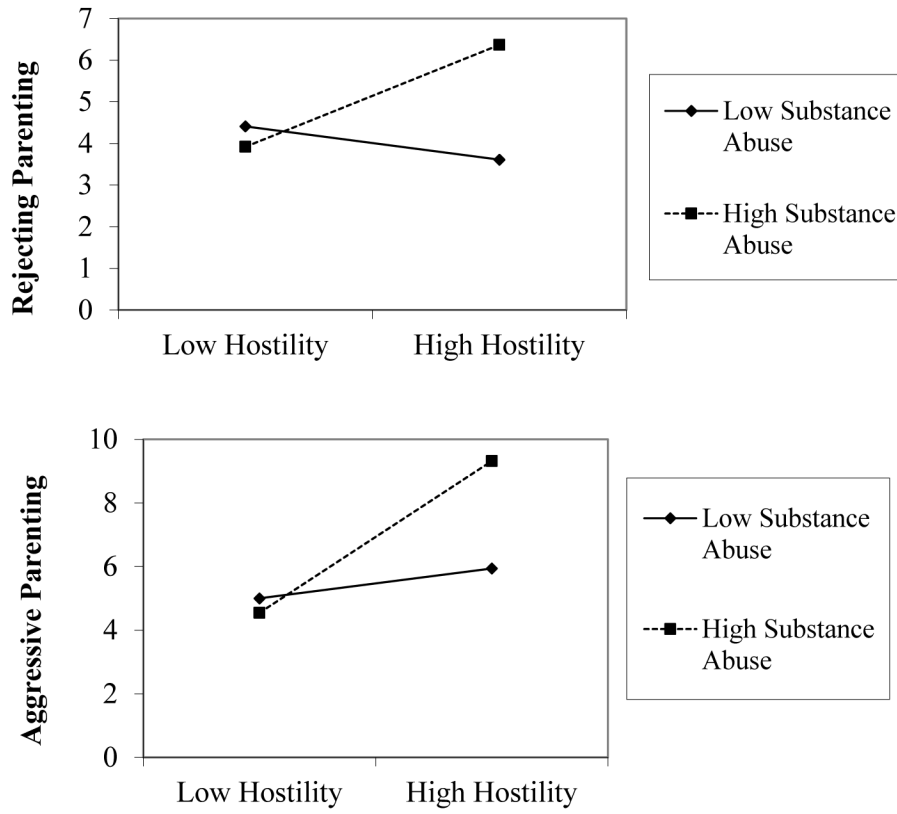 Rejecting Parenting
7
6
5
4
3
2
1
0
Low Hostility
High Hostility
Low Substance
Abuse
High Substance
Abuse
Aggressive Parenting
10
8
6
4
2
0
Low Hostility
High Hostility
Low Substance
Abuse
High Substance
Abuse